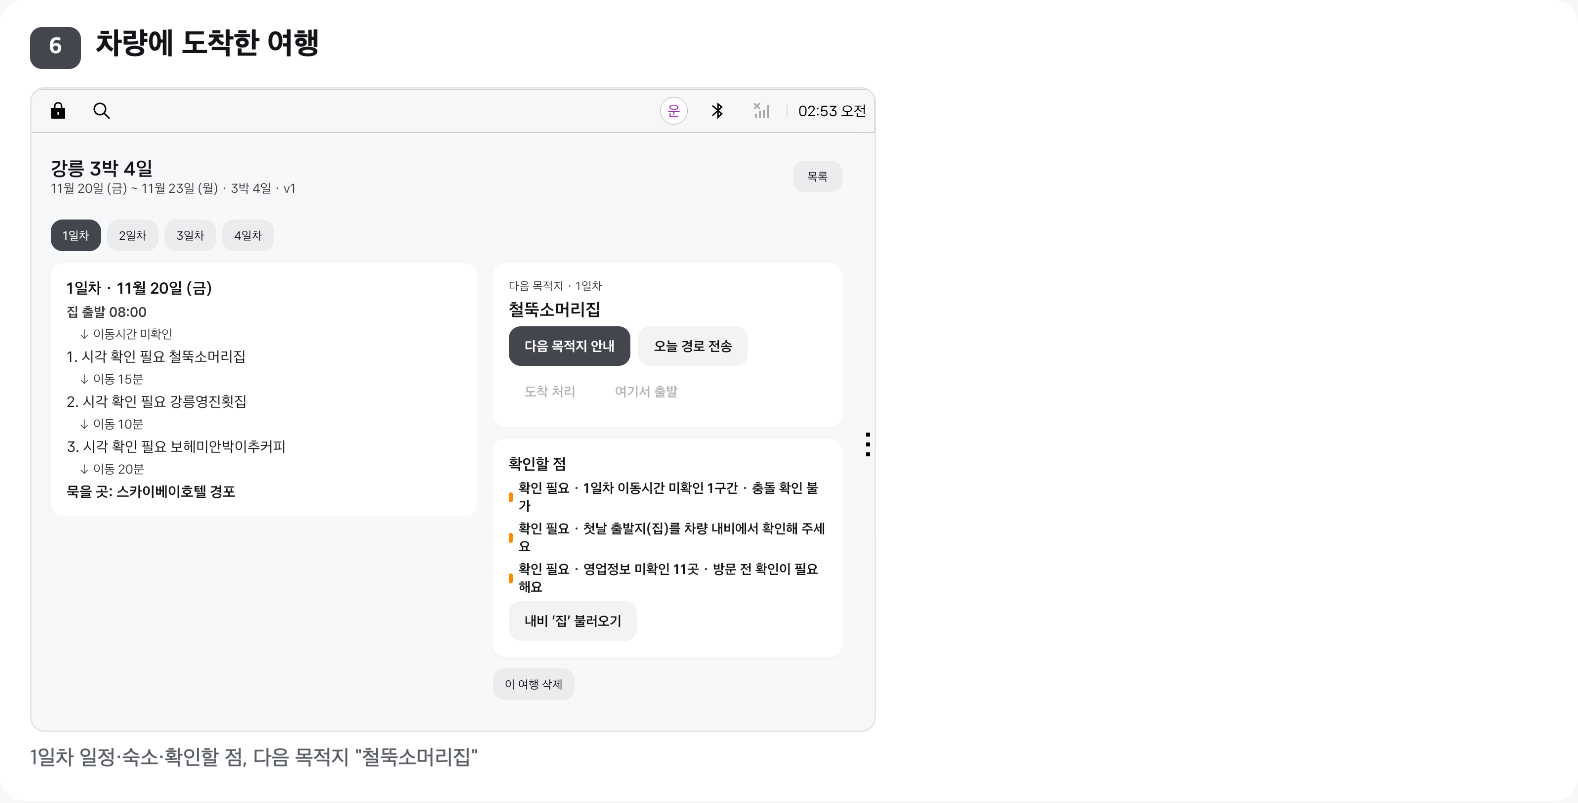 6 차량에 도착한 여행
운 02:53 오전
강릉 3박 4일
11월 20일 (금) ~ 11월 23일 (월) · 3박 4일 · v1
목록
1일차 2일차 3일차 4일차
1일차 · 11월 20일 (금)
집 출발 08:00
↓ 이동시간 미확인
1. 시각 확인 필요 철뚝소머리집
↓ 이동 15분
2. 시각 확인 필요 강릉영진횟집
↓ 이동 10분
3. 시각 확인 필요 보헤미안박이추커피
↓ 이동 20분
묵을 곳: 스카이베이호텔 경포
다음 목적지 · 1일차
철뚝소머리집
다음 목적지 안내 오늘 경로 전송
도착 처리 여기서 출발
확인할 점
확인 필요 · 1일차 이동시간 미확인 1구간 · 충돌 확인 불
가
확인 필요 · 첫날 출발지(집)를 차량 내비에서 확인해 주세
요
확인 필요 · 영업정보 미확인 11곳 · 방문 전 확인이 필요
해요
내비 '집' 불러오기
이 여행 삭제
1일차 일정·숙소·확인할 점, 다음 목적지 "철뚝소머리집"